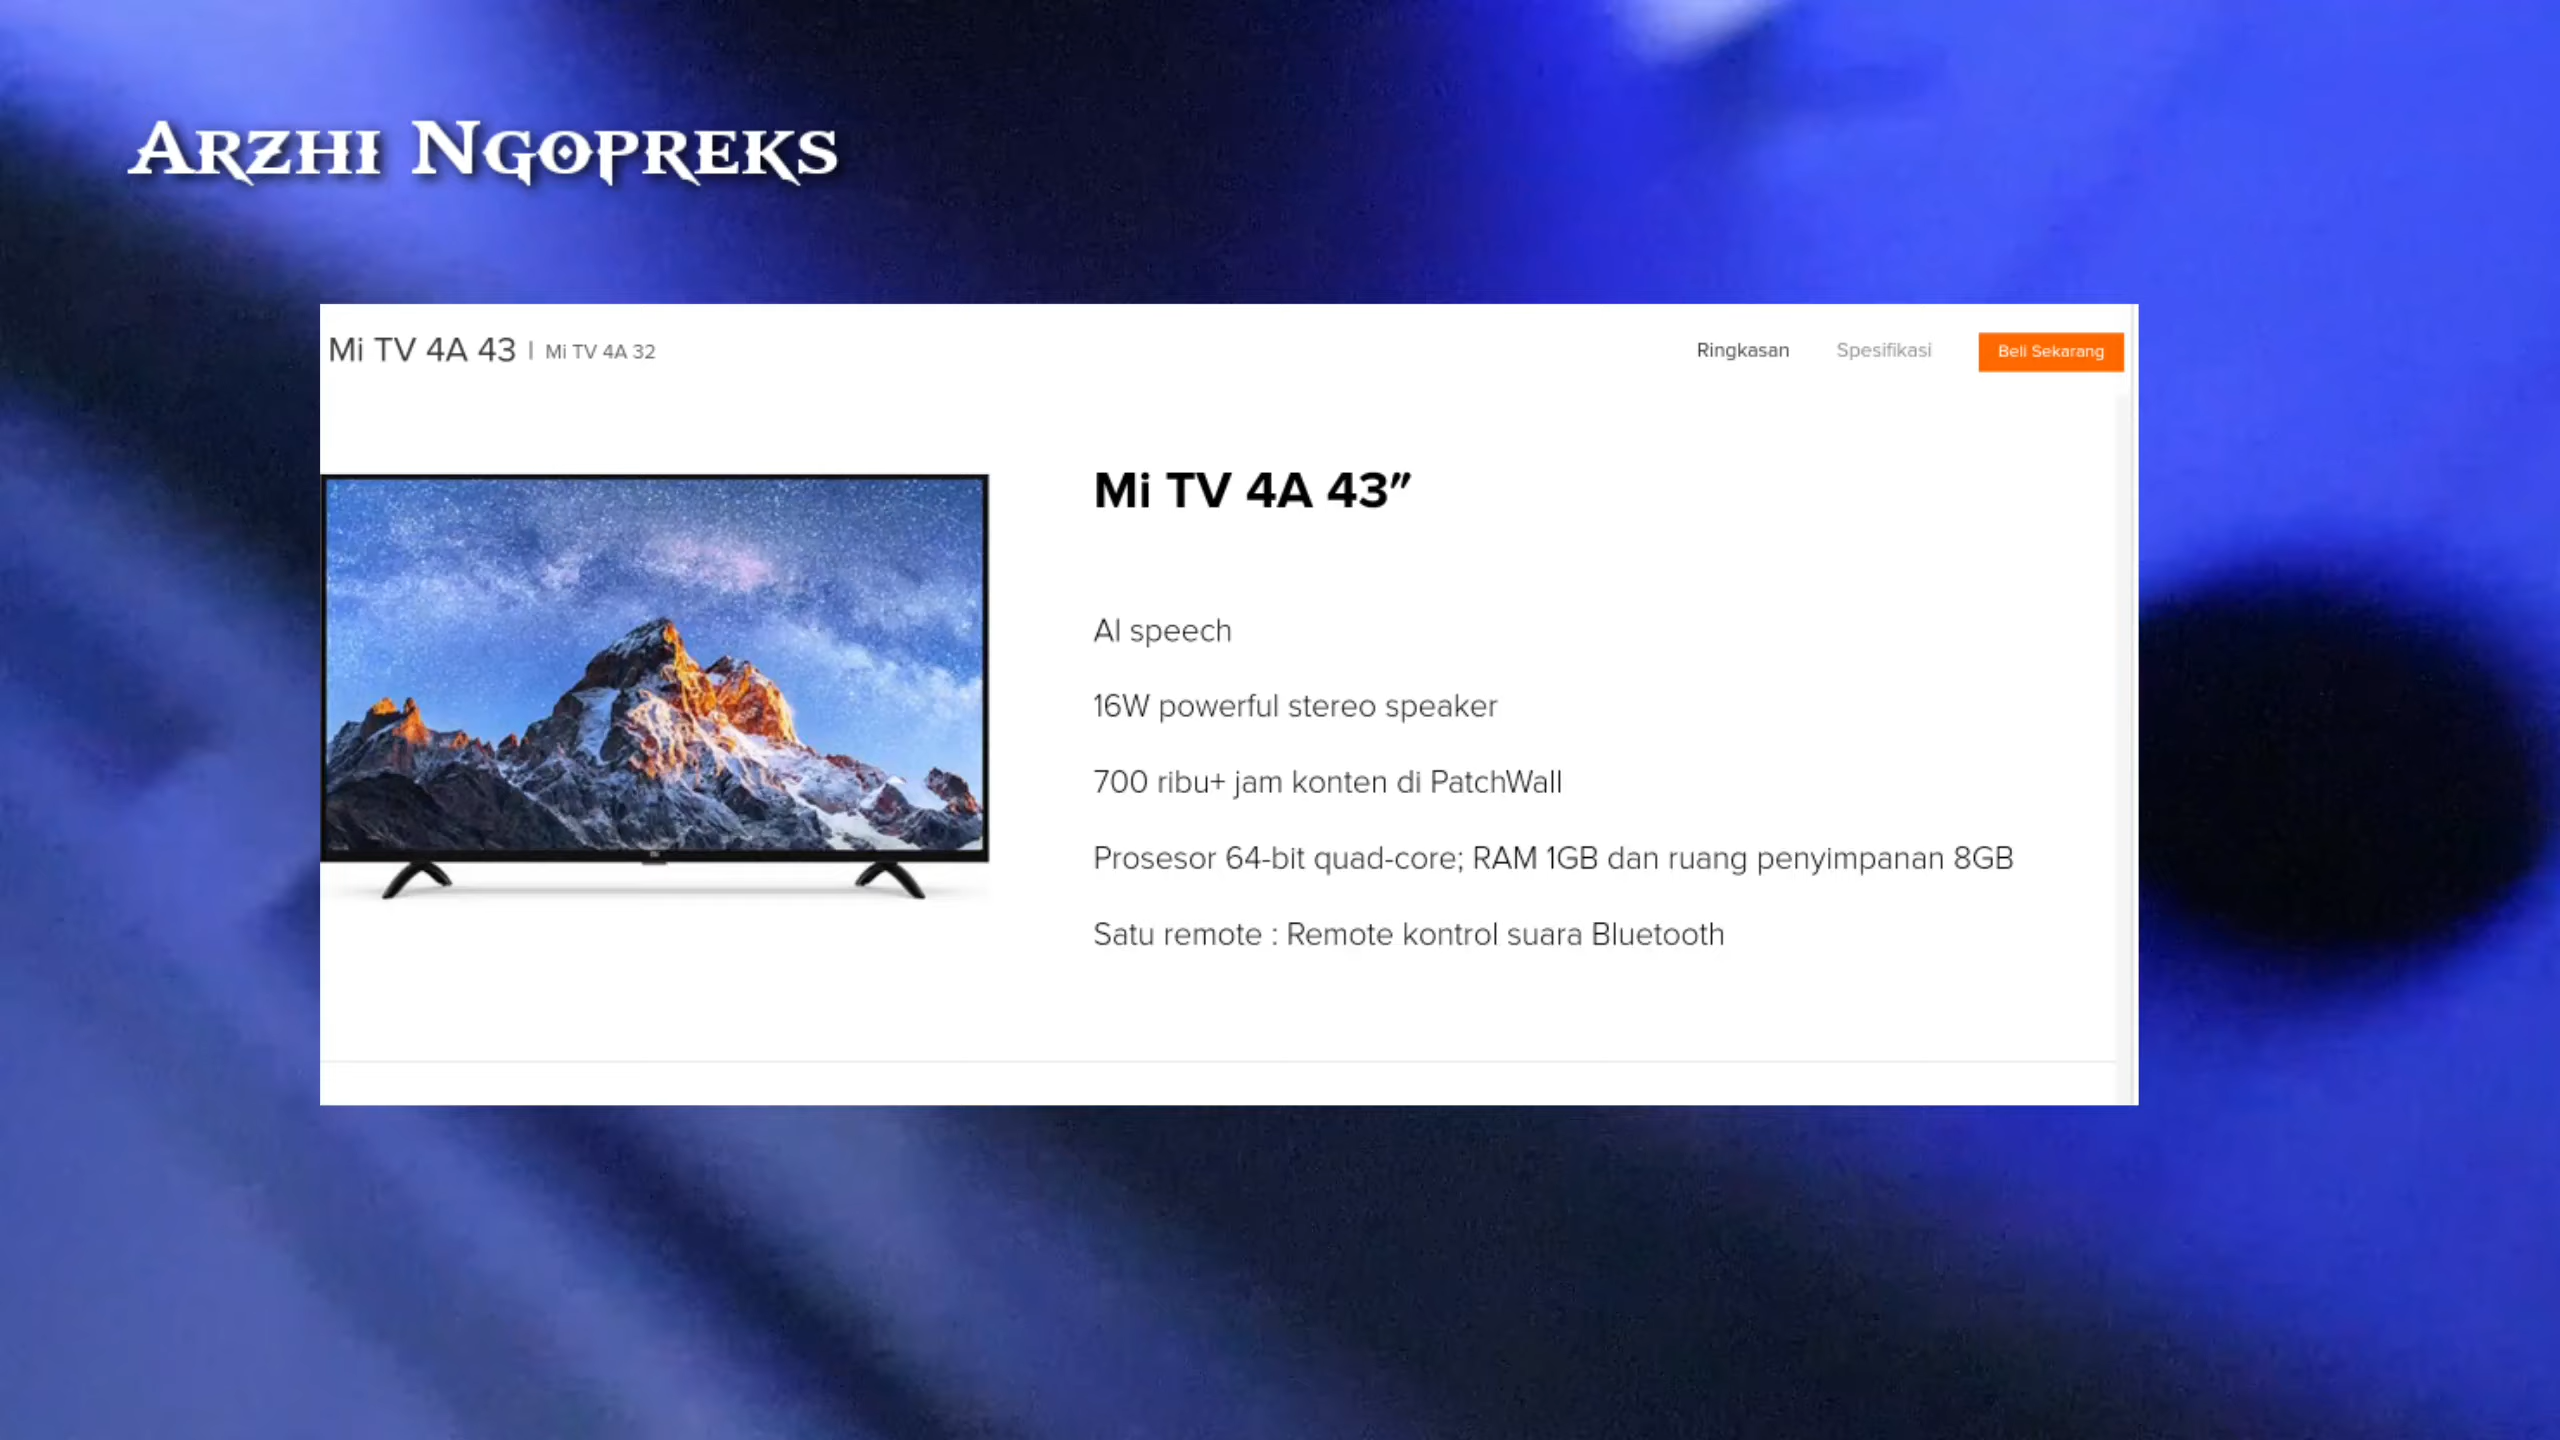 Arzhi Ngopreks
Mi TV 4A 43 | Mi TV 4A 32
Ringkasan
Spesifikasi
Beli Sekarang
Mi TV 4A 43″
AI speech
16W powerful stereo speaker
700 ribu+ jam konten di PatchWall
Prosesor 64-bit quad-core; RAM 1GB dan ruang penyimpanan 8GB
Satu remote : Remote kontrol suara Bluetooth